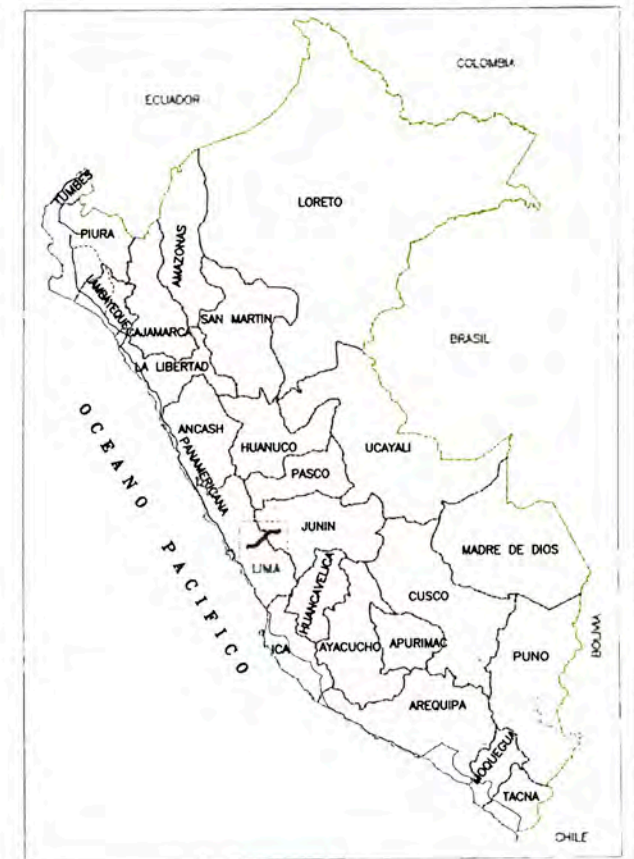 COLOMBIA
ECUADOR
TUMBES
LORETO
PIURA
AMAZONAS
LAMBAYEQUE
CAJAMARCA
SAN MARTIN
BRASIL
LA LIBERTAD
ANCASH
HUANUCO
UCAYALI
PANAMERICANA
PASCO
OCEANO PACIFICO
JUNIN
MADRE DE DIOS
LIMA
HUANCAVELICA
CUSCO
BOLIVIA
ICA
AYACUCHO
APURIMAC
PUNO
AREQUIPA
MOQUEGUA
TACNA
CHILE